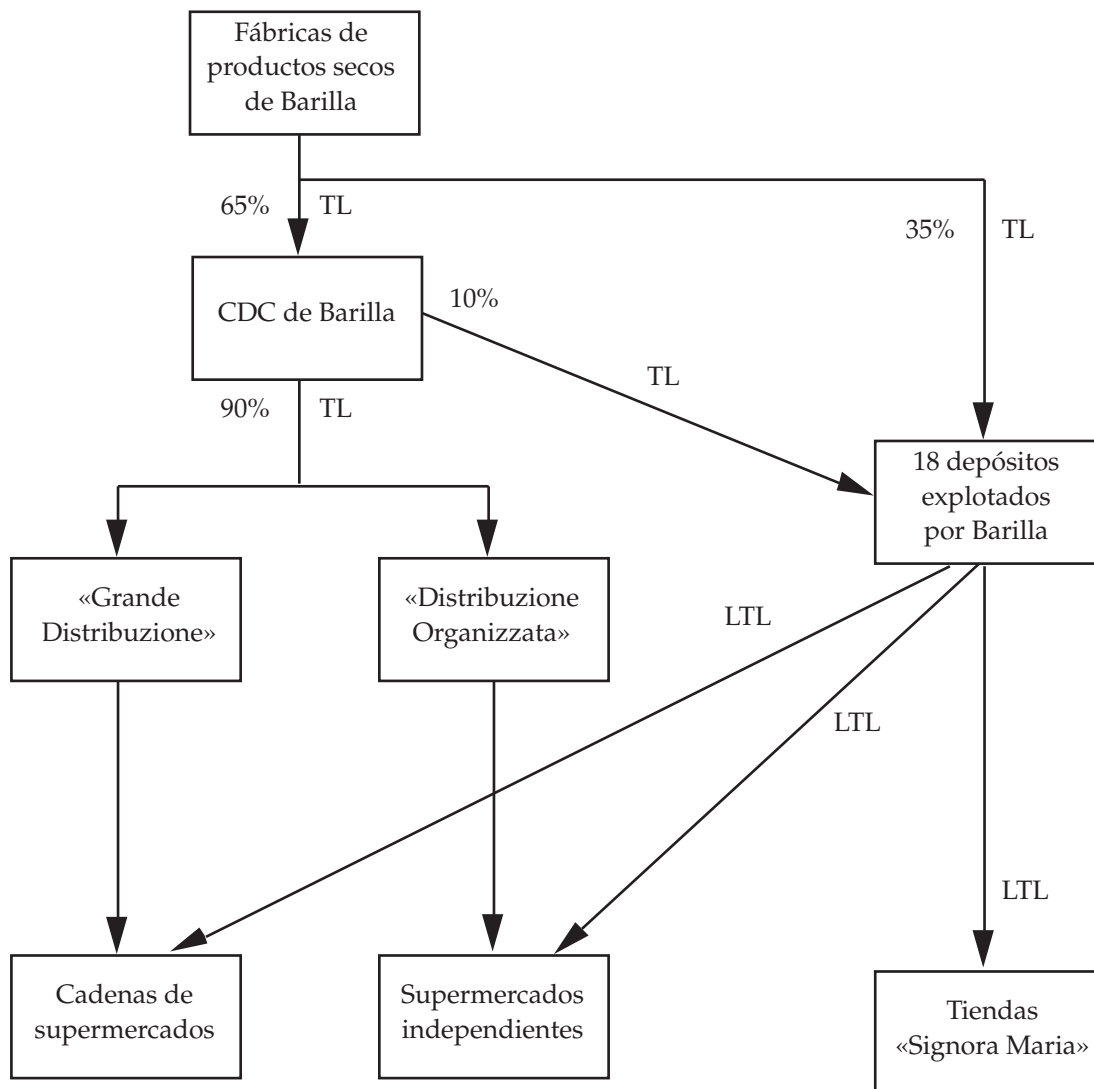 Fábricas de
productos secos
de Barilla
65%
TL
35%
TL
CDC de Barilla
10%
TL
90%
TL
18 depósitos
explotados
por Barilla
«Grande
Distribuzione»
«Distribuzione
Organizzata»
LTL
LTL
LTL
Cadenas de
supermercados
Supermercados
independientes
Tiendas
«Signora Maria»